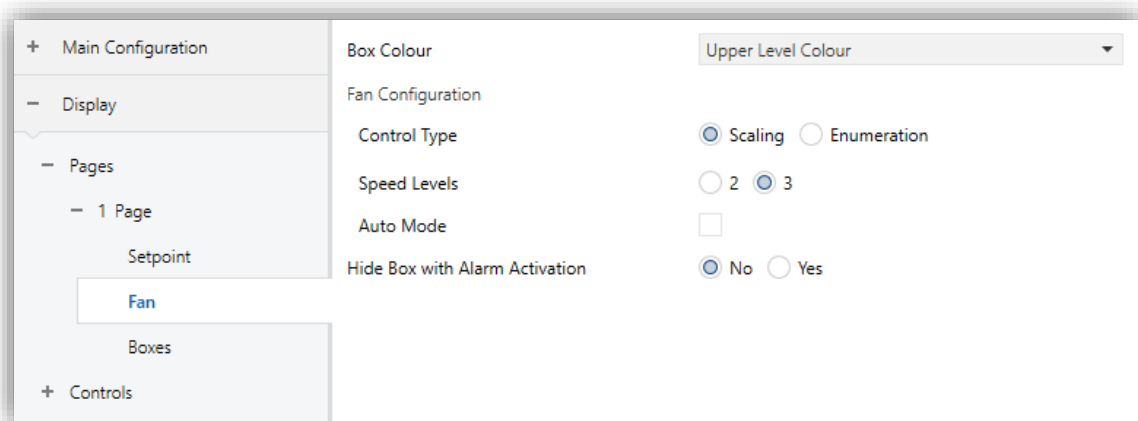 + Main Configuration
− Display
− Pages
− 1 Page
Setpoint
Fan
Boxes
+ Controls
Box Colour Upper Level Colour
Fan Configuration
Control Type Scaling Enumeration
Speed Levels 2 3
Auto Mode
Hide Box with Alarm Activation No Yes